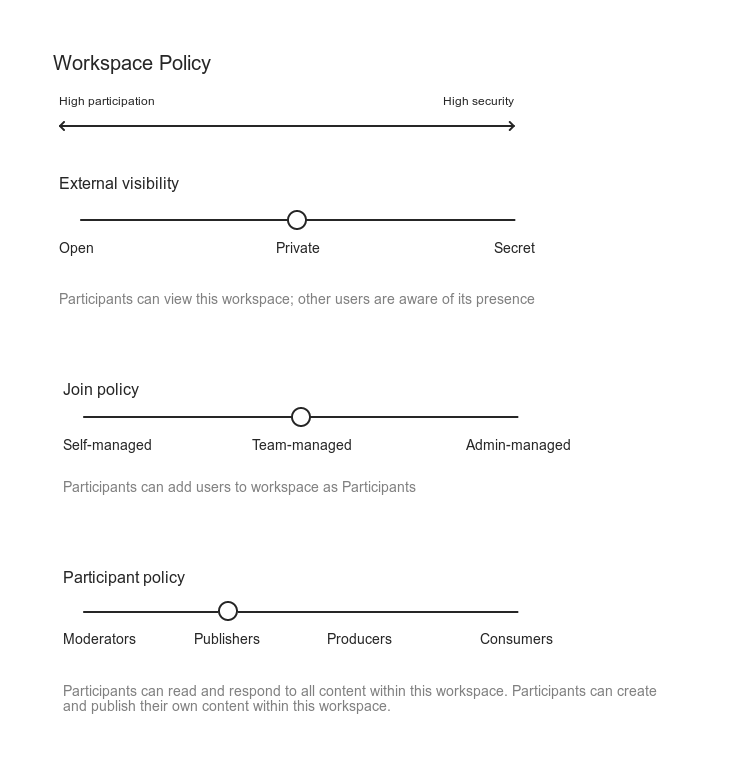 Workspace Policy
High participation High security
External visibility
Open Private Secret
Participants can view this workspace; other users are aware of its presence
Join policy
Self-managed Team-managed Admin-managed
Participants can add users to workspace as Participants
Participant policy
Moderators Publishers Producers Consumers
Participants can read and respond to all content within this workspace. Participants can create
and publish their own content within this workspace.